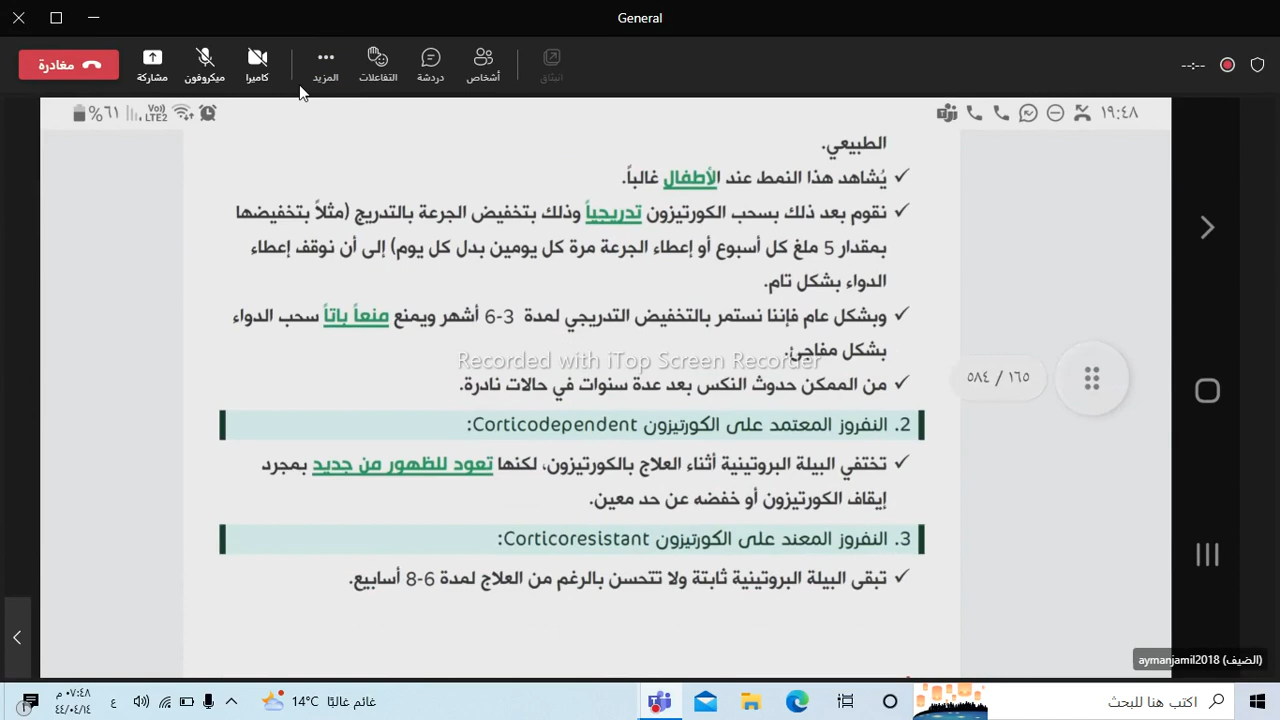 General
مغادرة
مشاركة
ميكروفون
كاميرا
المزيد
التفاعلات
دردشة
أشخاص
انبثاق
--:--
%٦١
Vo)
LTE2
١٩:٤٨
الطبيعي.
✓ يُشاهد هذا النمط عند الأطفال غالباً.
✓ نقوم بعد ذلك بسحب الكورتيزون تدريجياً وذلك بتخفيض الجرعة بالتدريج (مثلاً بتخفيضها
بمقدار 5 ملغ كل أسبوع أو إعطاء الجرعة مرة كل يومين بدل كل يوم) إلى أن نوقف إعطاء
الدواء بشكل تام.
✓ وبشكل عام فإننا نستمر بالتخفيض التدريجي لمدة 3-6 أشهر ويمنع منعاً باتاً سحب الدواء
بشكل مفاجئ.
Recorded with iTop Screen Recorder
✓ من الممكن حدوث النكس بعد عدة سنوات في حالات نادرة.
١٦٥ / ٥٨٤
2. النفروز المعتمد على الكورتيزون Corticodependent:
✓ تختفي البيلة البروتينية أثناء العلاج بالكورتيزون، لكنها تعود للظهور من جديد بمجرد
إيقاف الكورتيزون أو خفضه عن حد معين.
3. النفروز المعند على الكورتيزون Corticoresistant:
✓ تبقى البيلة البروتينية ثابتة ولا تتحسن بالرغم من العلاج لمدة 6-8 أسابيع.
aymanjamil2018 (الضيف)
اكتب هنا للبحث
14°C غائم غالبًا
ع
٠٧:٤٨ م
٤٤/٠٤/١٤